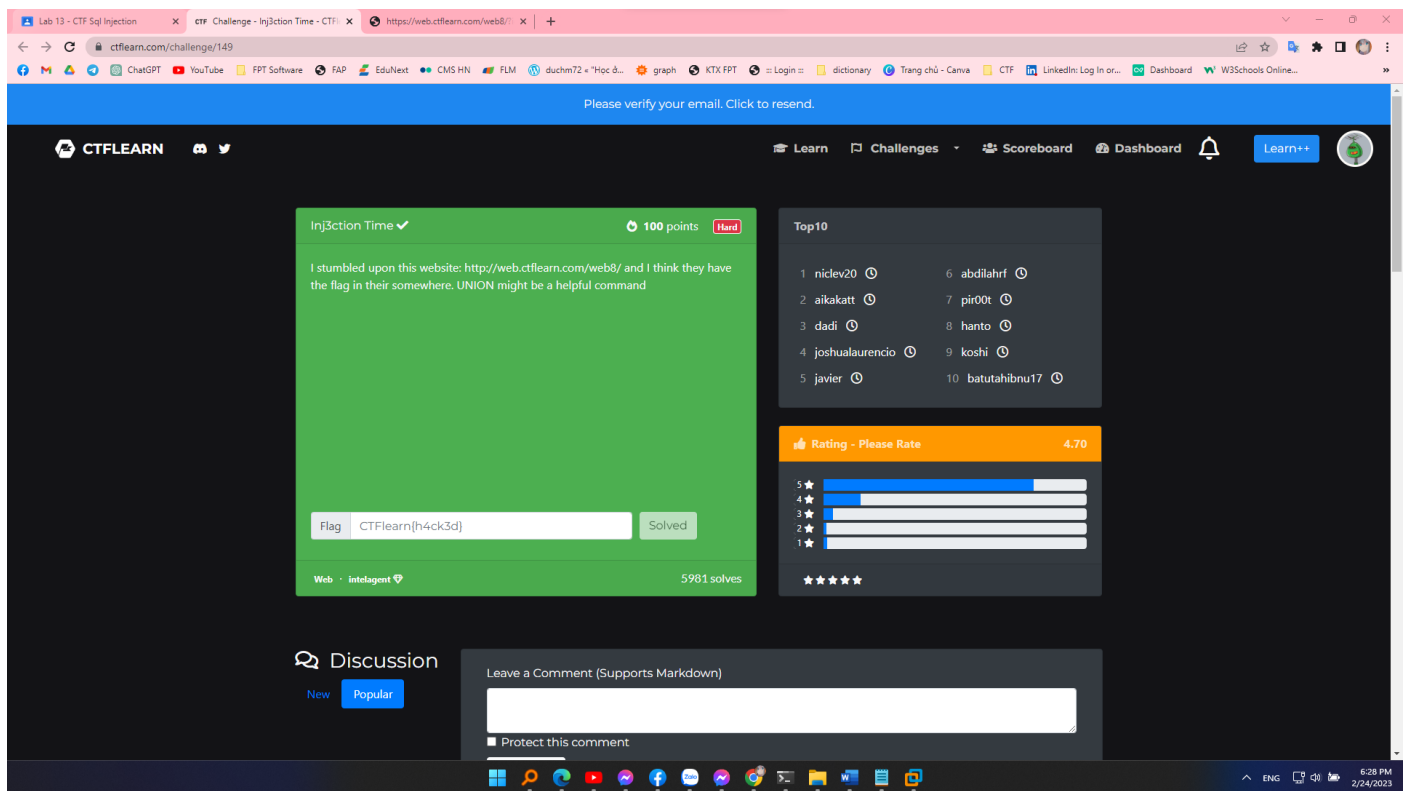 Lab 13 - CTF Sql Injection
CTF Challenge - Inj3ction Time - CTFl
https://web.ctflearn.com/web8/?
ctflearn.com/challenge/149
ChatGPT YouTube FPT Software FAP EduNext CMS HN FLM duchm72 « "Học đ... graph KTX FPT :: Login :: dictionary Trang chủ - Canva CTF LinkedIn: Log In or... Dashboard W3Schools Online... »
Please verify your email. Click to resend.
CTFLEARN Learn Challenges Scoreboard Dashboard Learn++
Inj3ction Time 100 points Hard
I stumbled upon this website: http://web.ctflearn.com/web8/ and I think they have
the flag in their somewhere. UNION might be a helpful command
Flag CTFlearn{h4ck3d} Solved
Web · intelagent 5981 solves
Top10
1 niclev20 6 abdilahrf
2 aikakatt 7 pir00t
3 dadi 8 hanto
4 joshualaurencio 9 koshi
5 javier 10 batutahibnu17
Rating - Please Rate 4.70
5
4
3
2
1
Discussion
New Popular
Leave a Comment (Supports Markdown)
Protect this comment
Zalo
ENG 6:28 PM
2/24/2023